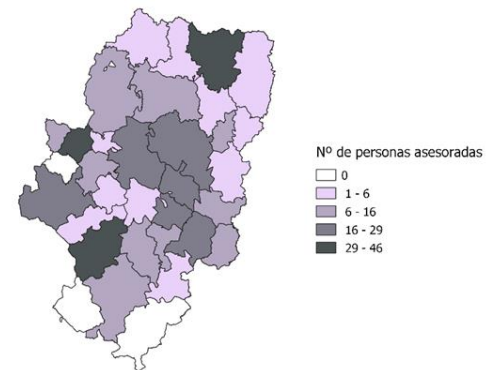 Nº de personas asesoradas
0
1 - 6
6 - 16
16 - 29
29 - 46